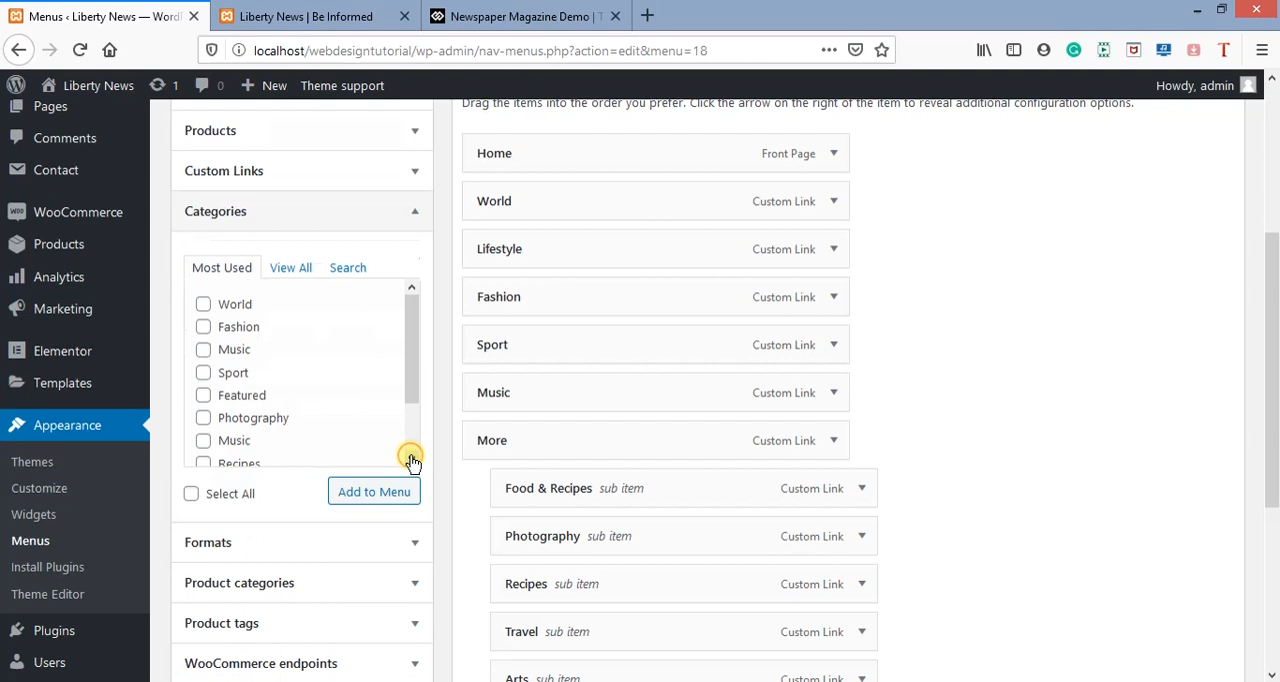 Menus ‹ Liberty News — Word
Liberty News | Be Informed
Newspaper Magazine Demo | T
localhost/webdesigntutorial/wp-admin/nav-menus.php?action=edit&menu=18
Liberty News
1
0
New
Theme support
Howdy, admin
Pages
Comments
Contact
WooCommerce
Products
Analytics
Marketing
Elementor
Templates
Appearance
Themes
Customize
Widgets
Menus
Install Plugins
Theme Editor
Plugins
Users
Products
Custom Links
Categories
Most Used View All Search
World
Fashion
Music
Sport
Featured
Photography
Music
Recipes
Select All Add to Menu
Formats
Product categories
Product tags
WooCommerce endpoints
Drag the items into the order you prefer. Click the arrow on the right of the item to reveal additional configuration options.
Home Front Page
World Custom Link
Lifestyle Custom Link
Fashion Custom Link
Sport Custom Link
Music Custom Link
More Custom Link
Food & Recipes sub item Custom Link
Photography sub item Custom Link
Recipes sub item Custom Link
Travel sub item Custom Link
Arts sub item Custom Link